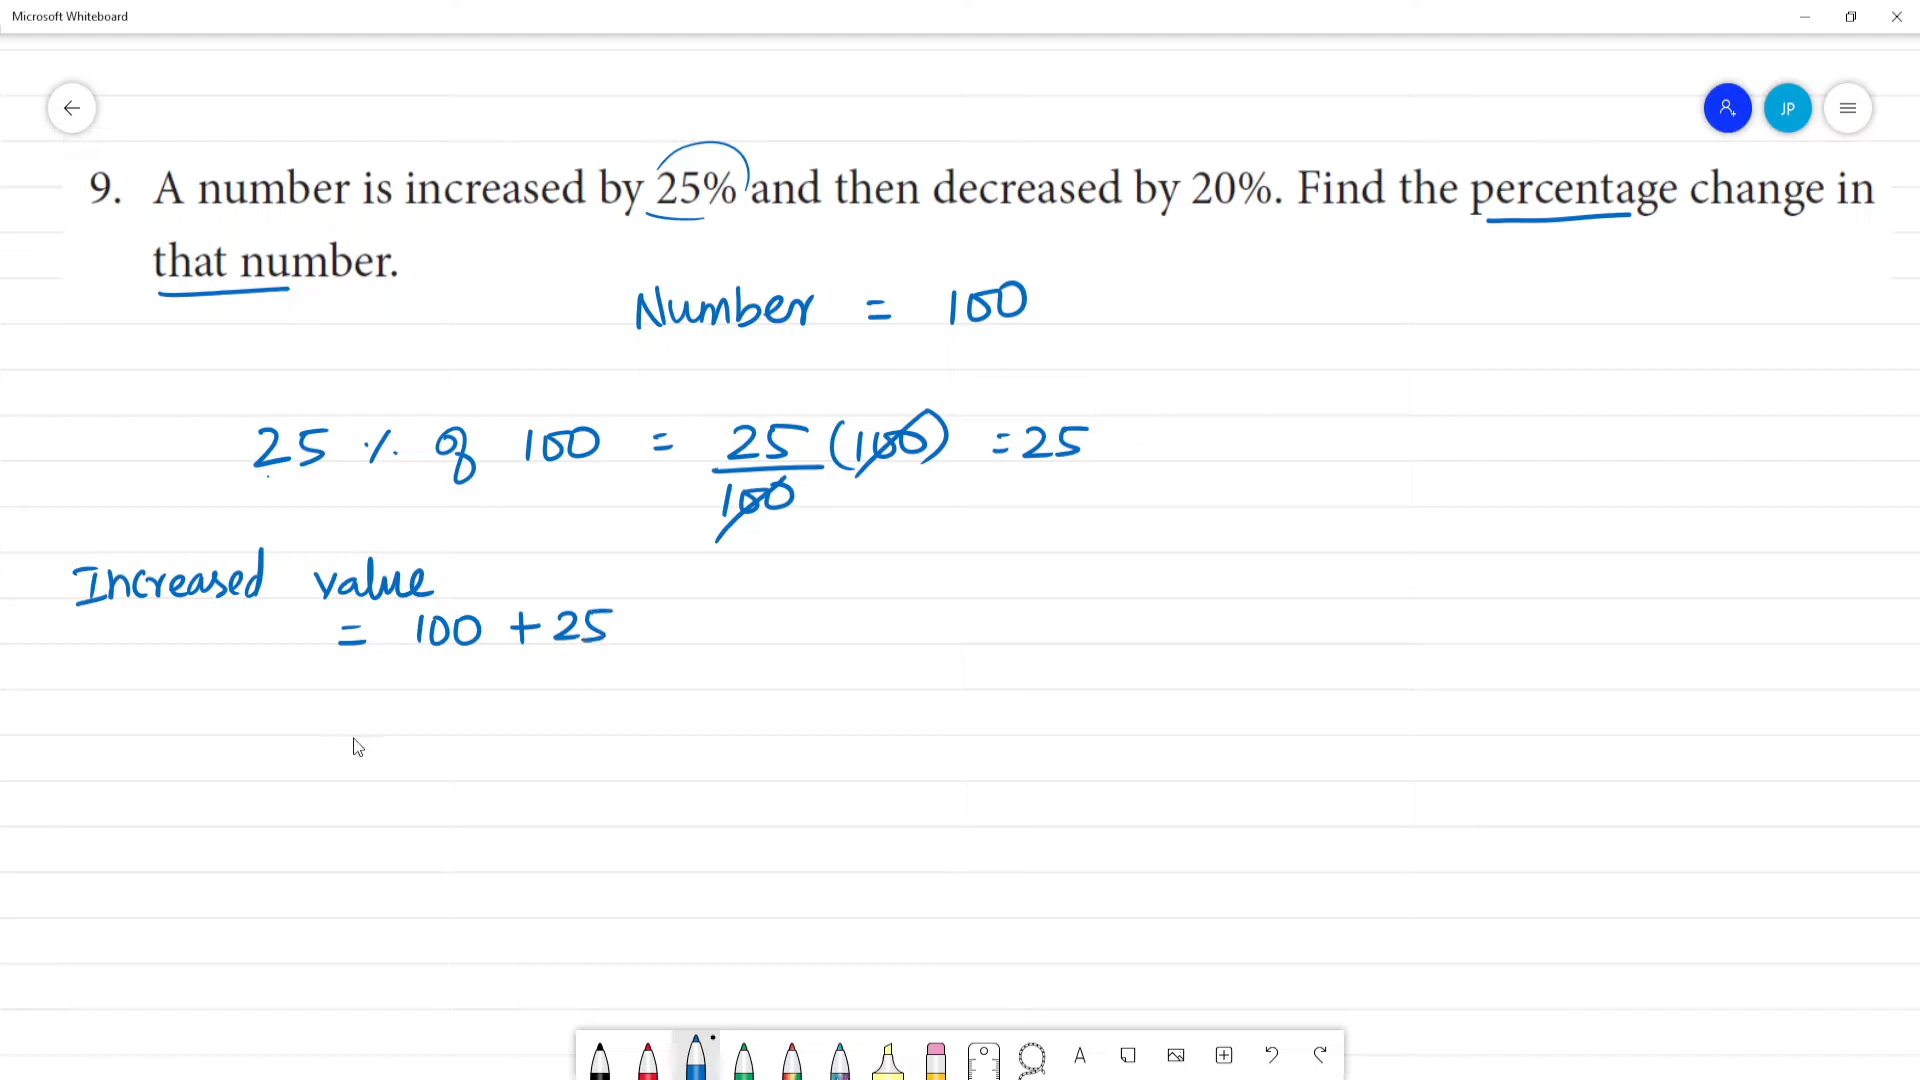 Microsoft Whiteboard
JP
9. A number is increased by 25% and then decreased by 20%. Find the percentage change in
that number.
Number = 100
25 % of 100 = 25/100 (100) = 25
Increased value
= 100 + 25
A